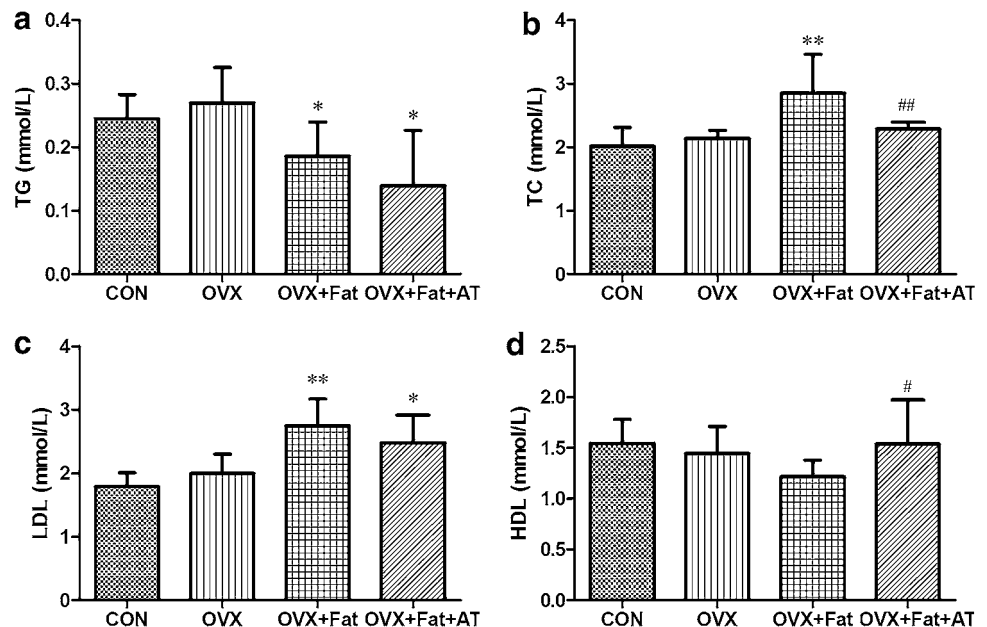 a
TG (mmol/L)
0.4
0.3
0.2
0.1
0.0
* *
CON OVX OVX+Fat OVX+Fat+AT
b
TC (mmol/L)
4
3
2
1
0
** ##
CON OVX OVX+Fat OVX+Fat+AT
c
LDL (mmol/L)
4
3
2
1
0
** *
CON OVX OVX+Fat OVX+Fat+AT
d
HDL (mmol/L)
2.5
2.0
1.5
1.0
0.5
0.0
#
CON OVX OVX+Fat OVX+Fat+AT